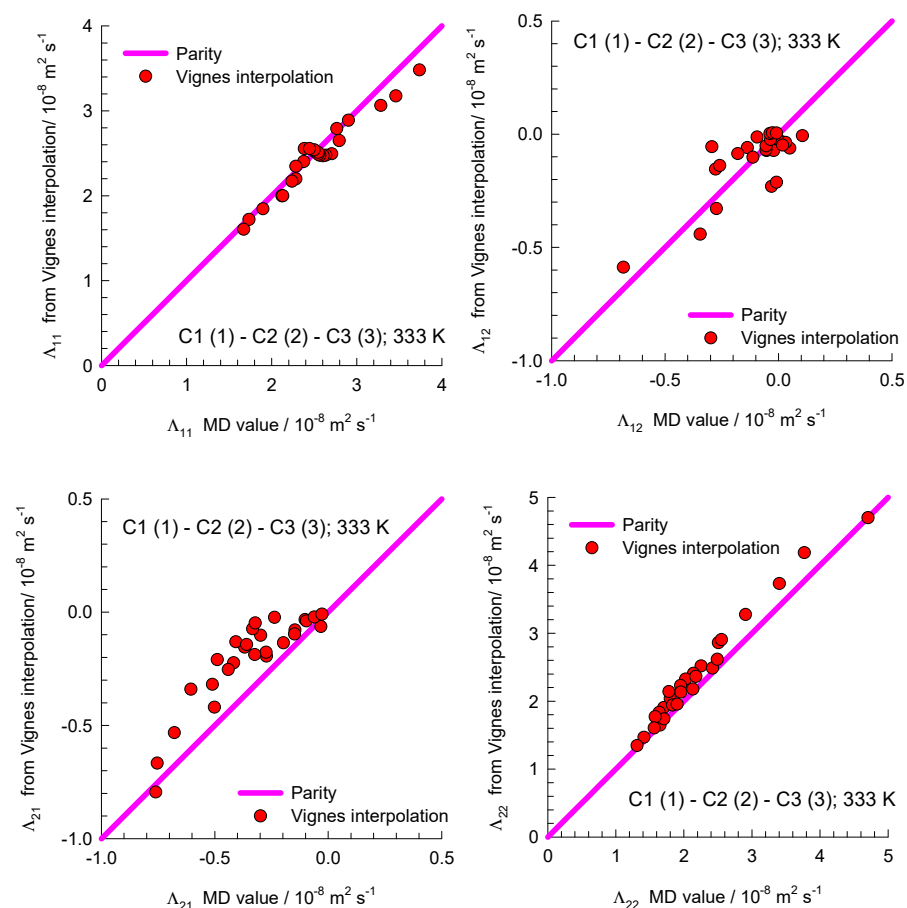 Λ11 from Vignes interpolation/ 10-8 m2 s-1
4
3
2
1
0
Parity
Vignes interpolation
C1 (1) - C2 (2) - C3 (3); 333 K
0 2 3 4
Λ11 MD value / 10-8 m2 s-1
Λ12 from Vignes interpolation/ 10-8 m2 s-1
0.5
0.0
-0.5
-1.0
C1 (1) - C2 (2) - C3 (3); 333 K
Parity
Vignes interpolation
-1.0 -0.5 0.0 0.5
Λ12 MD value / 10-8 m2 s-1
Λ21 from Vignes interpolation/ 10-8 m2 s-1
0.5
0.0
-0.5
-1.0
C1 (1) - C2 (2) - C3 (3); 333 K
Parity
Vignes interpolation
-1.0 -0.5 0.0 0.5
Λ21 MD value / 10-8 m2 s-1
Λ22 from Vignes interpolation/ 10-8 m2 s-1
5
4
3
2
1
0
Parity
Vignes interpolation
C1 (1) - C2 (2) - C3 (3); 333 K
0 1 2 3 4 5
Λ22 MD value / 10-8 m2 s-1